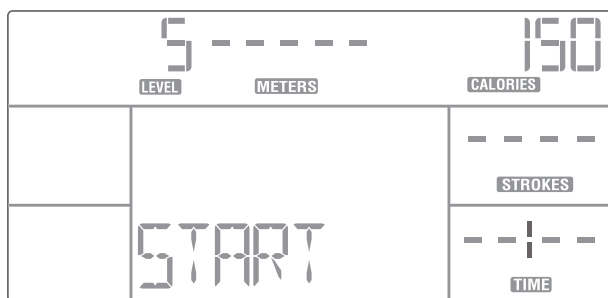 5 ----- 150
LEVEL METERS CALORIES
----
STROKES
START
--:--
TIME